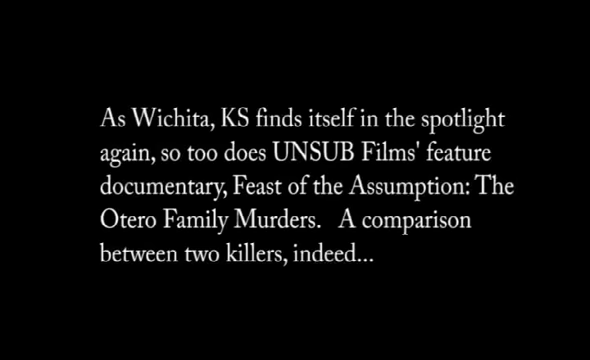 As Wichita, KS finds itself in the spotlight
again, so too does UNSUB Films' feature
documentary, Feast of the Assumption: The
Otero Family Murders.   A comparison
between two killers, indeed...